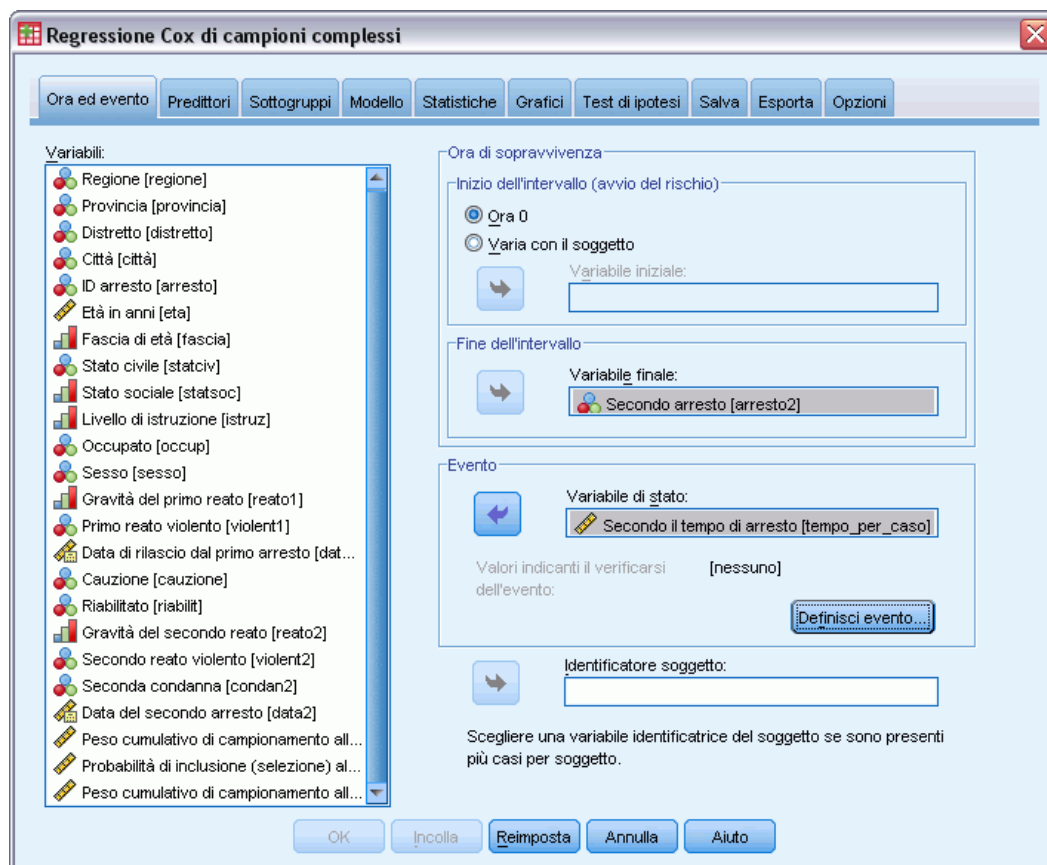 Regressione Cox di campioni complessi
Ora ed evento Predittori Sottogruppi Modello Statistiche Grafici Test di ipotesi Salva Esporta Opzioni
Variabili:
Regione [regione]
Provincia [provincia]
Distretto [distretto]
Città [città]
ID arresto [arresto]
Età in anni [eta]
Fascia di età [fascia]
Stato civile [statciv]
Stato sociale [statsoc]
Livello di istruzione [istruz]
Occupato [occup]
Sesso [sesso]
Gravità del primo reato [reato1]
Primo reato violento [violent1]
Data di rilascio dal primo arresto [dat...
Cauzione [cauzione]
Riabilitato [riabilit]
Gravità del secondo reato [reato2]
Secondo reato violento [violent2]
Seconda condanna [condan2]
Data del secondo arresto [data2]
Peso cumulativo di campionamento all...
Probabilità di inclusione (selezione) al...
Peso cumulativo di campionamento all...
Ora di sopravvivenza
Inizio dell'intervallo (avvio del rischio)
Ora 0
Varia con il soggetto
Variabile iniziale:
Fine dell'intervallo
Variabile finale:
Secondo arresto [arresto2]
Evento
Variabile di stato:
Secondo il tempo di arresto [tempo_per_caso]
Valori indicanti il verificarsi [nessuno]
dell'evento:
Definisci evento...
Identificatore soggetto:
Scegliere una variabile identificatrice del soggetto se sono presenti
più casi per soggetto.
OK Incolla Reimposta Annulla Aiuto